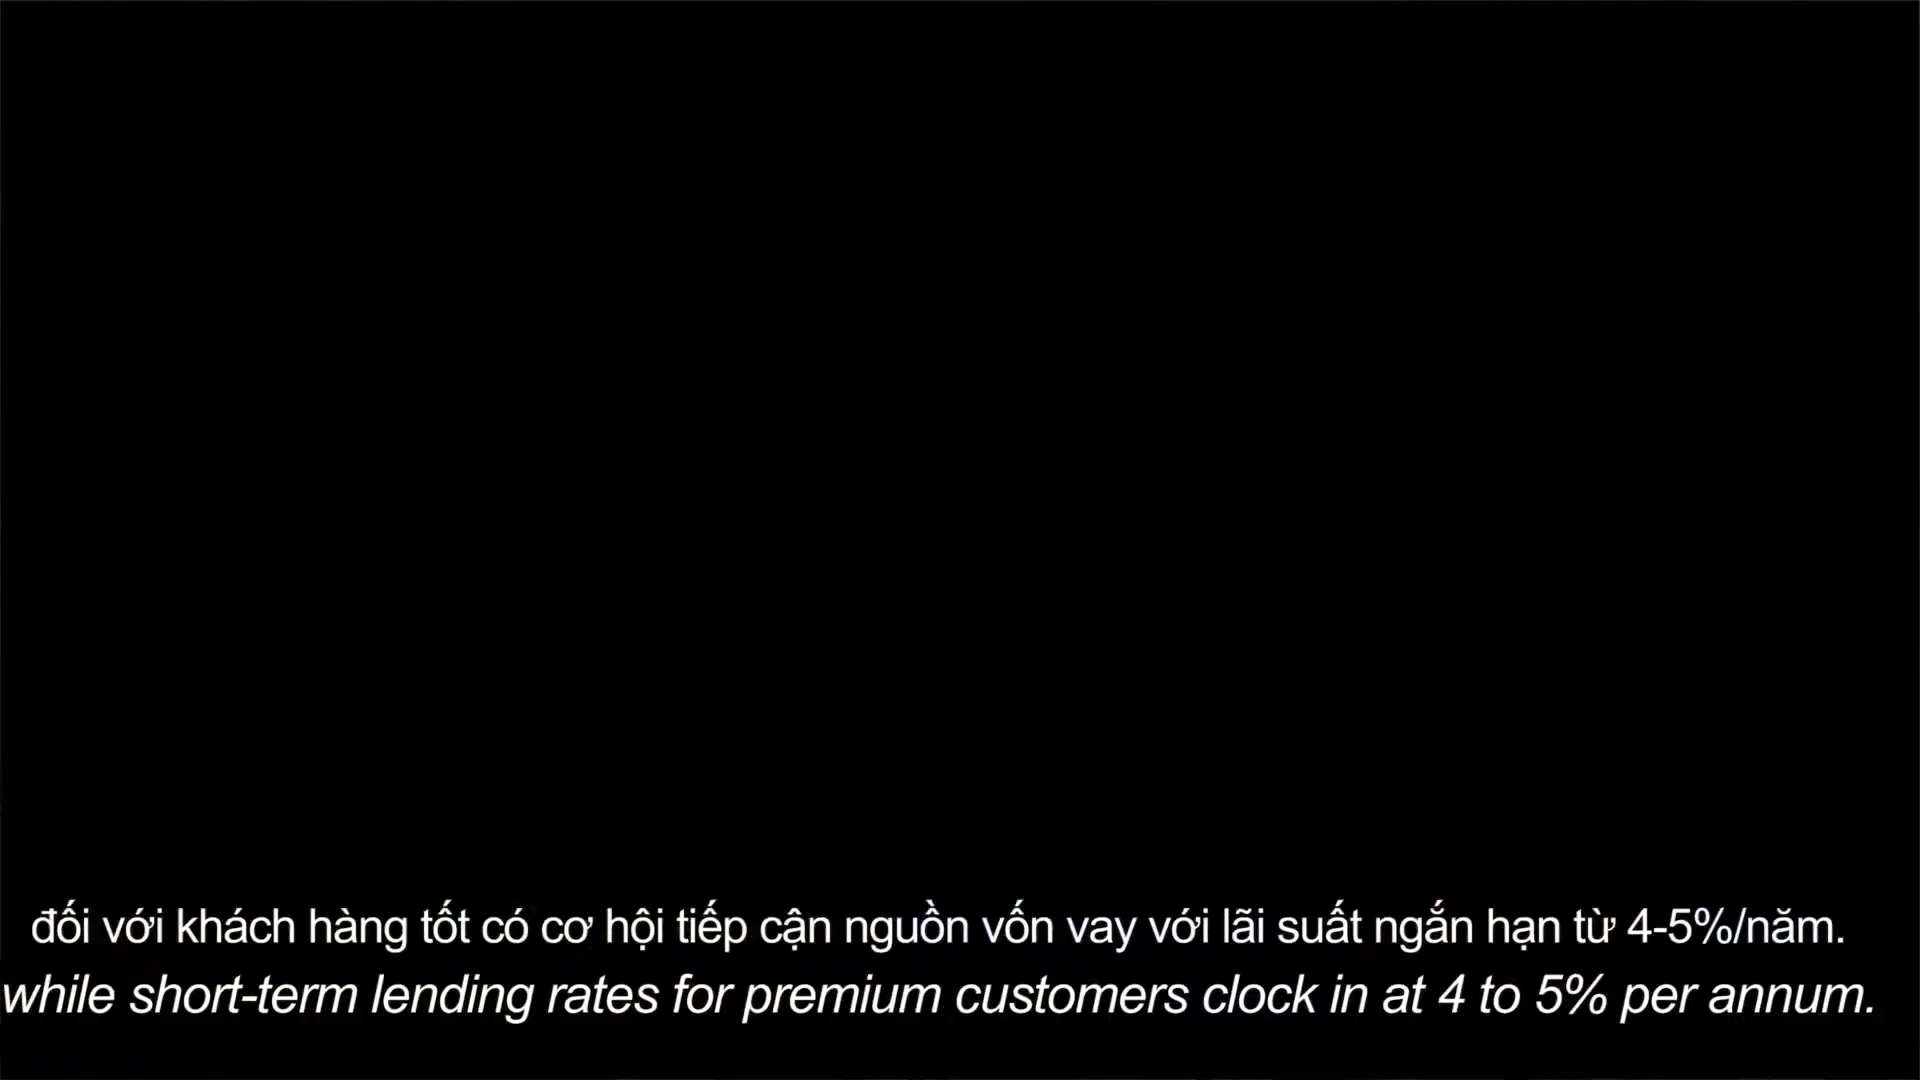 đối với khách hàng tốt có cơ hội tiếp cận nguồn vốn vay với lãi suất ngắn hạn từ 4-5%/năm.
while short-term lending rates for premium customers clock in at 4 to 5% per annum.